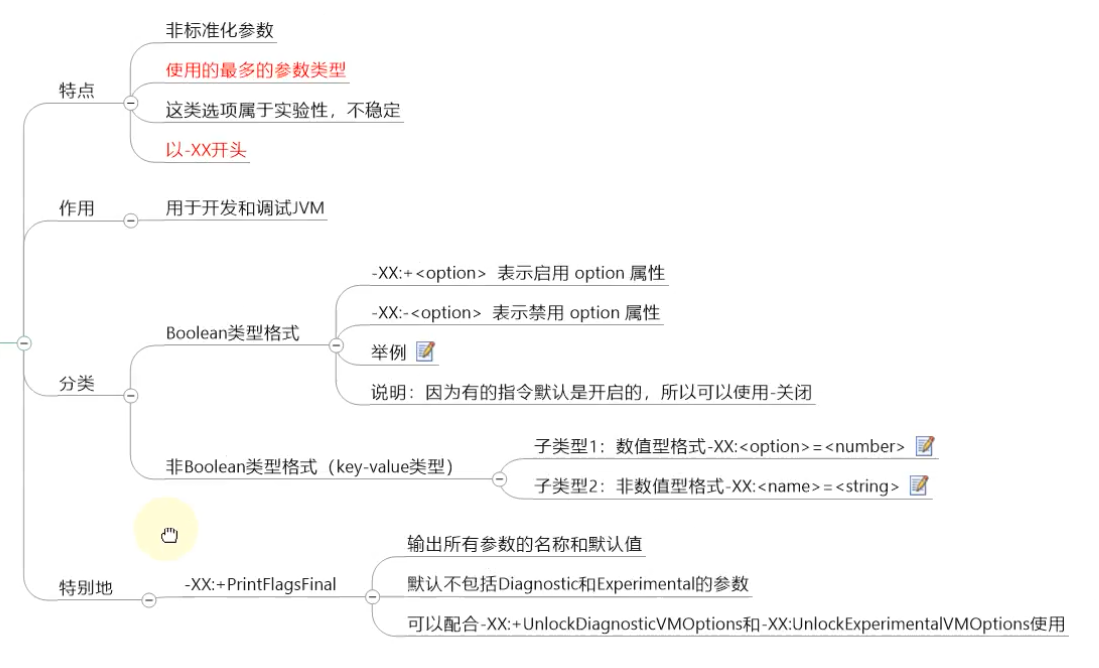 非标准化参数
使用的最多的参数类型
特点
这类选项属于实验性，不稳定
以-XX开头
作用
用于开发和调试JVM
-XX:+<option> 表示启用 option 属性
-XX:-<option> 表示禁用 option 属性
Boolean类型格式
举例
分类
说明：因为有的指令默认是开启的，所以可以使用-关闭
子类型1：数值型格式-XX:<option>=<number>
非Boolean类型格式（key-value类型）
子类型2：非数值型格式-XX:<name>=<string>
输出所有参数的名称和默认值
特别地
-XX:+PrintFlagsFinal
默认不包括Diagnostic和Experimental的参数
可以配合-XX:+UnlockDiagnosticVMOptions和-XX:UnlockExperimentalVMOptions使用